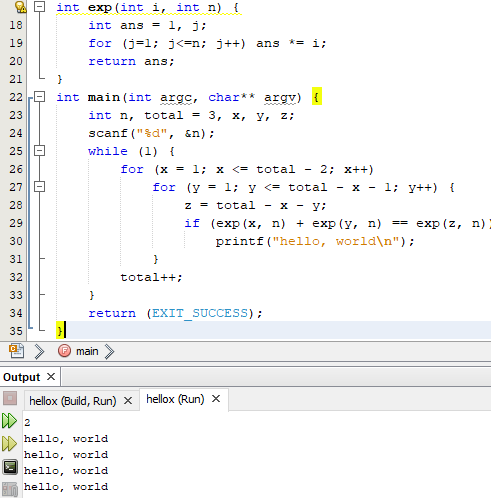 int exp(int i, int n) {
18 int ans = 1, j;
19 for (j=1; j<=n; j++) ans *= i;
20 return ans;
21 }
22 int main(int argc, char** argv) {
23 int n, total = 3, x, y, z;
24 scanf("%d", &n);
25 while (1) {
26 for (x = 1; x <= total - 2; x++)
27 for (y = 1; y <= total - x - 1; y++) {
28 z = total - x - y;
29 if (exp(x, n) + exp(y, n) == exp(z, n))
30 printf("hello, world\n");
31 }
32 total++;
33 }
34 return (EXIT_SUCCESS);
35 }
main
Output
hellox (Build, Run) hellox (Run)
2
hello, world
hello, world
hello, world
hello, world